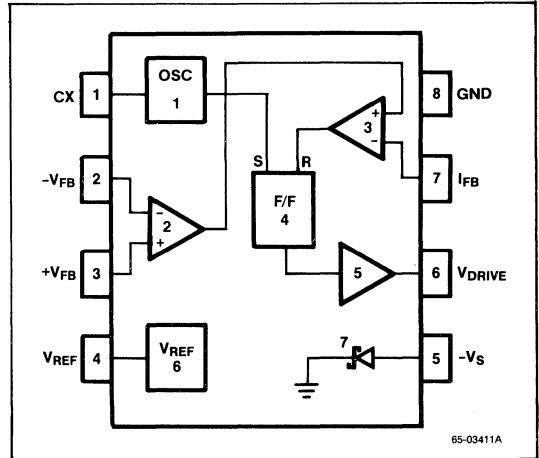 OSC
1
CX 1
8 GND
+
3
−
-VFB 2
S R
7 IFB
F/F
4
−
2
+
+VFB 3
5
6 VDRIVE
VREF 4
VREF
6
7
5 -VS
65-03411A